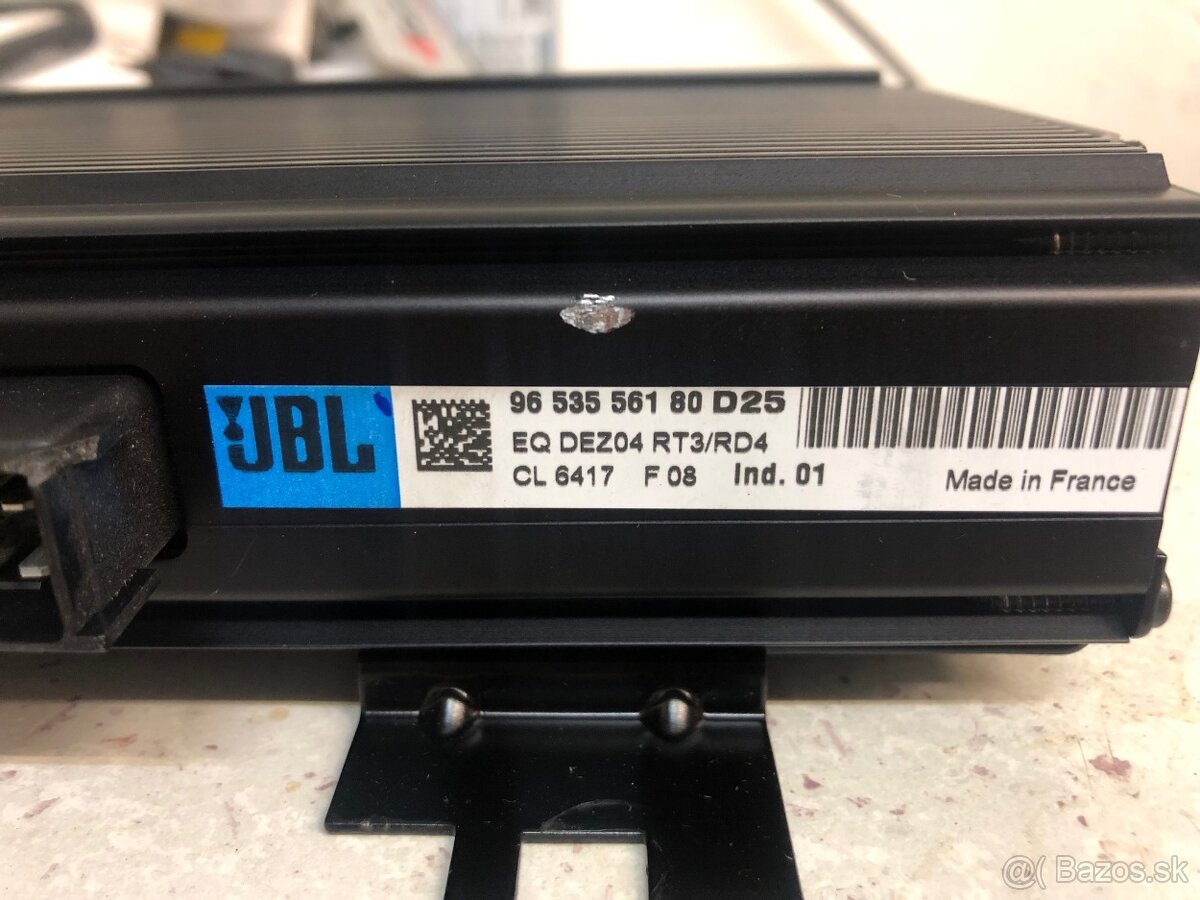 JBL
96 535 561 80 D25
EQ DEZ04 RT3/RD4
CL 6417 F 08 Ind. 01
Made in France
@( Bazos.sk